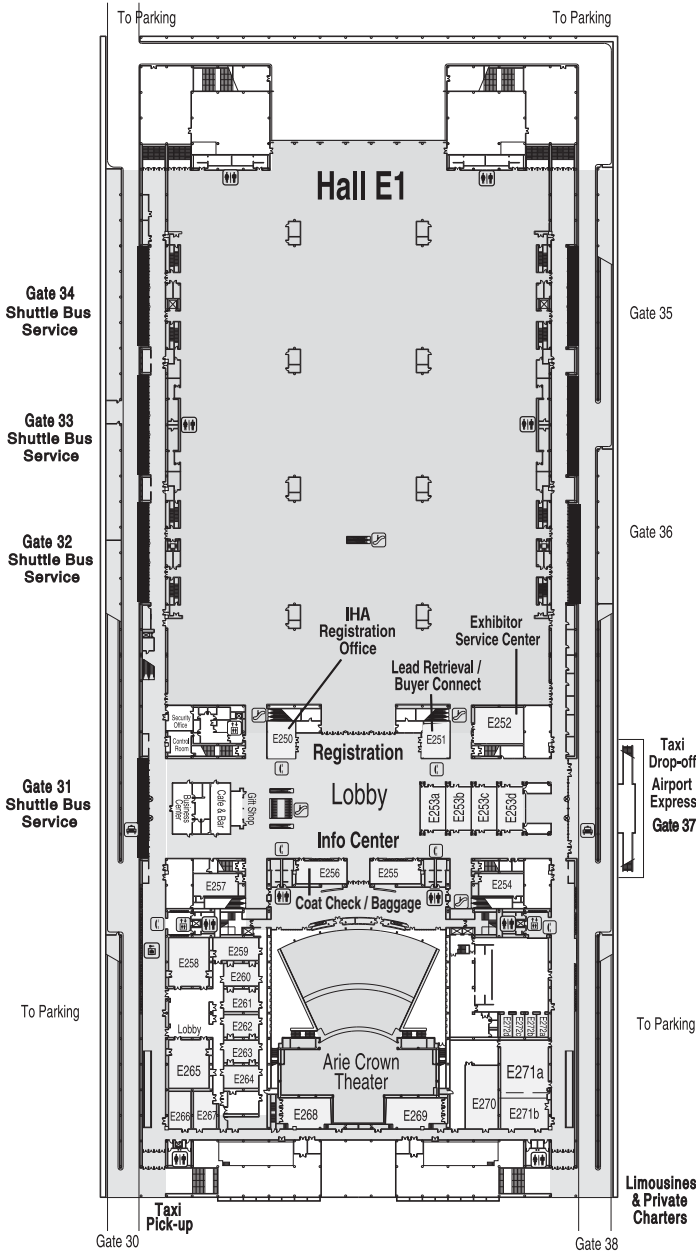 To Parking
To Parking
Hall E1
Gate 34
Shuttle Bus
Service
Gate 35
Gate 33
Shuttle Bus
Service
Gate 32
Shuttle Bus
Service
Gate 36
IHA
Registration
Office
Exhibitor
Service Center
Lead Retrieval /
Buyer Connect
Security
Office
Control
Room
E250
E251
E252
Registration
Taxi
Drop-off
Airport
Express
Gate 37
Gate 31
Shuttle Bus
Service
Business
Center
Cafe & Bar
Gift Shop
Lobby
E253a
E253b
E253c
E253d
Info Center
E257
E256
E255
E254
Coat Check / Baggage
E258
E259
E260
E261
E262
E263
E264
Lobby
E265
E266
E267
E268
Arie Crown
Theater
E269
E270
E271a
E271b
E272d
E272c
E272b
E272a
To Parking
To Parking
Taxi
Pick-up
Limousines
& Private
Charters
Gate 30
Gate 38